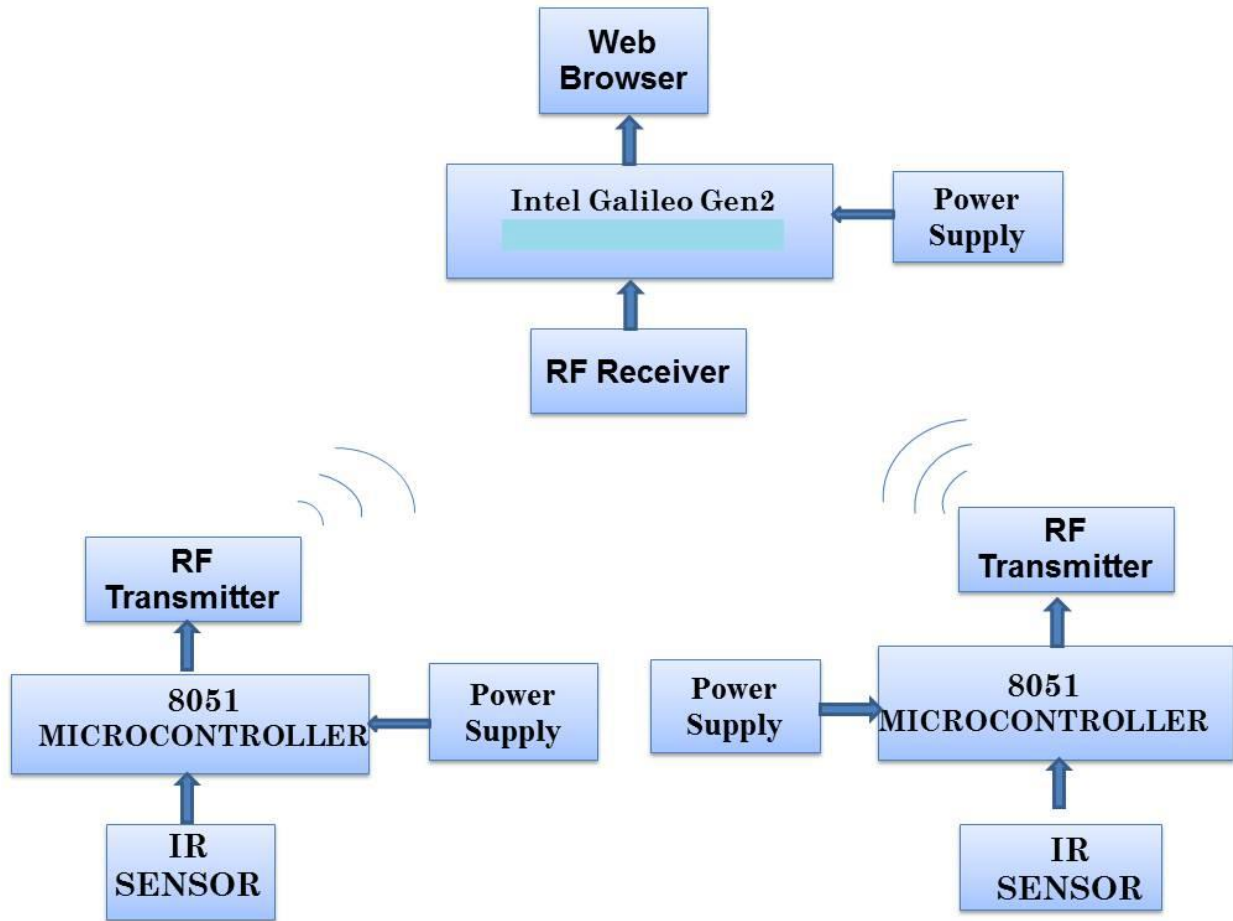 Web
Browser
Intel Galileo Gen2
Power
Supply
RF Receiver
RF
Transmitter
RF
Transmitter
8051
MICROCONTROLLER
Power
Supply
Power
Supply
8051
MICROCONTROLLER
IR
SENSOR
IR
SENSOR